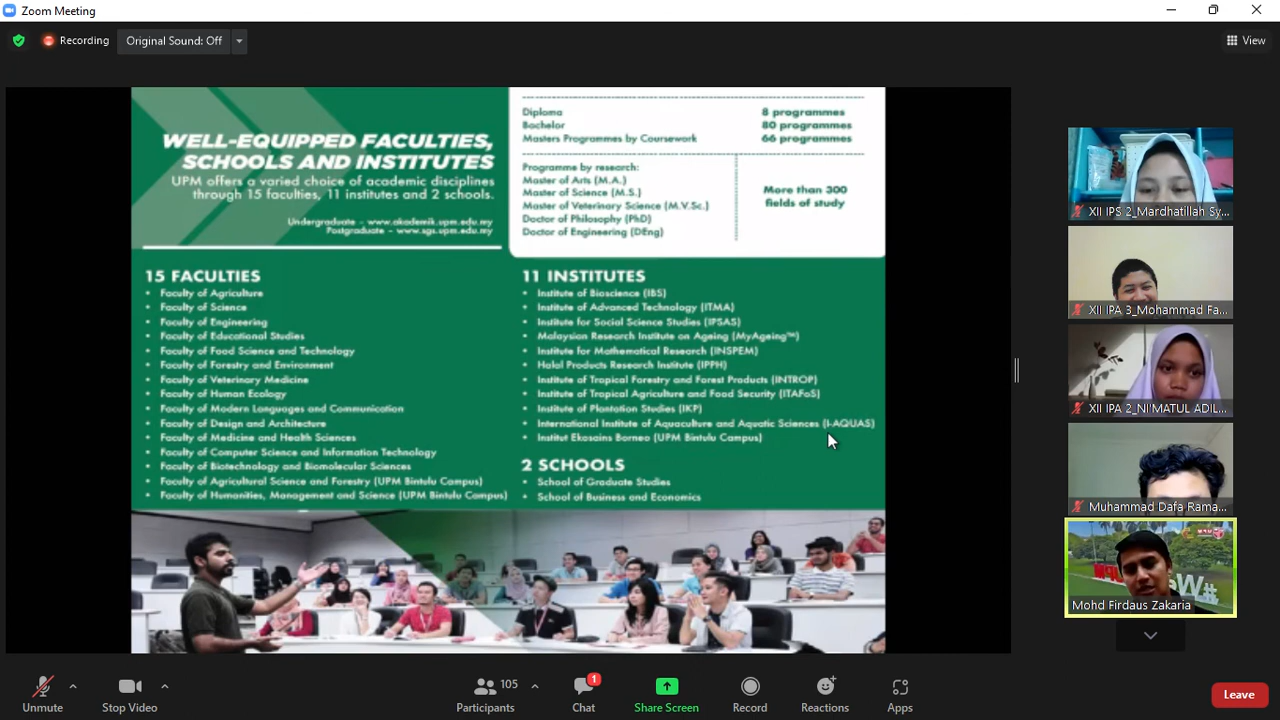 Zoom Meeting
Recording
Original Sound: Off
View
WELL-EQUIPPED FACULTIES,
SCHOOLS AND INSTITUTES
UPM offers a varied choice of academic disciplines
through 15 faculties, 11 institutes and 2 schools.
Undergraduate – www.akademik.upm.edu.my
Postgraduate – www.sgs.upm.edu.my
Diploma 8 programmes
Bachelor 80 programmes
Masters Programmes by Coursework 66 programmes
Programme by research:
Master of Arts (M.A.)
Master of Science (M.S.)
Master of Veterinary Science (M.V.Sc.)
Doctor of Philosophy (PhD)
Doctor of Engineering (DEng)
More than 300
fields of study
15 FACULTIES
• Faculty of Agriculture
• Faculty of Science
• Faculty of Engineering
• Faculty of Educational Studies
• Faculty of Food Science and Technology
• Faculty of Forestry and Environment
• Faculty of Veterinary Medicine
• Faculty of Human Ecology
• Faculty of Modern Languages and Communication
• Faculty of Design and Architecture
• Faculty of Medicine and Health Sciences
• Faculty of Computer Science and Information Technology
• Faculty of Biotechnology and Biomolecular Sciences
• Faculty of Agricultural Science and Forestry (UPM Bintulu Campus)
• Faculty of Humanities, Management and Science (UPM Bintulu Campus)
11 INSTITUTES
• Institute of Bioscience (IBS)
• Institute of Advanced Technology (ITMA)
• Institute for Social Science Studies (IPSAS)
• Malaysian Research Institute on Ageing (MyAgeing™)
• Institute for Mathematical Research (INSPEM)
• Halal Products Research Institute (IPPH)
• Institute of Tropical Forestry and Forest Products (INTROP)
• Institute of Tropical Agriculture and Food Security (ITAFoS)
• Institute of Plantation Studies (IKP)
• International Institute of Aquaculture and Aquatic Sciences (I-AQUAS)
• Institut Ekosains Borneo (UPM Bintulu Campus)
2 SCHOOLS
• School of Graduate Studies
• School of Business and Economics
XII IPS 2_Mardhatillah Sy...
XII IPA 3_Mohammad Fa...
XII IPA 2_NI'MATUL ADIL...
Muhammad Dafa Rama...
Mohd Firdaus Zakaria
Unmute
Stop Video
105
Participants
1
Chat
Share Screen
Record
Reactions
Apps
Leave